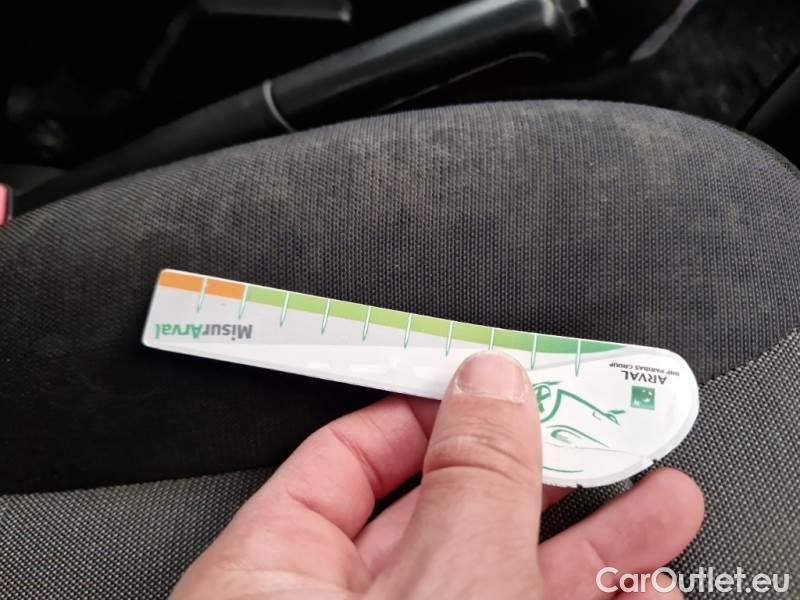 MisurArval
ARVAL
BNP PARIBAS GROUP
CarOutlet.eu